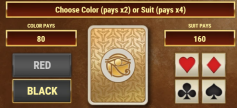 Choose Color (pays x2) or Suit (pays x4)
COLOR PAYS
SUIT PAYS
80
160
RED
BLACK